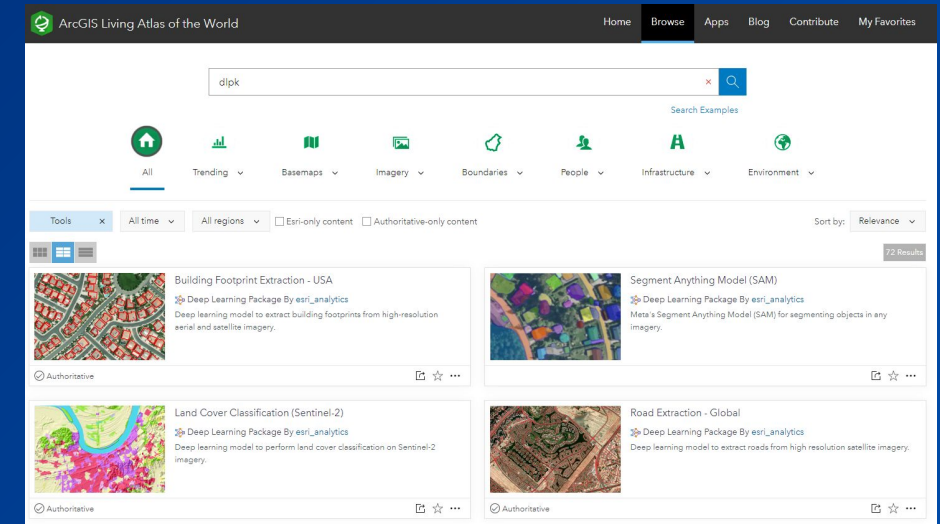 ArcGIS Living Atlas of the World
Home Browse Apps Blog Contribute My Favorites
dlpk
Search Examples
All Trending Basemaps Imagery Boundaries People Infrastructure Environment
Tools × All time All regions Esri-only content Authoritative-only content Sort by: Relevance
72 Results
Building Footprint Extraction - USA
Deep Learning Package By esri_analytics
Deep learning model to extract building footprints from high-resolution
aerial and satellite imagery.
Authoritative
Segment Anything Model (SAM)
Deep Learning Package By esri_analytics
Meta's Segment Anything Model (SAM) for segmenting objects in any
imagery.
Land Cover Classification (Sentinel-2)
Deep Learning Package By esri_analytics
Deep learning model to perform land cover classification on Sentinel-2
imagery.
Authoritative
Road Extraction - Global
Deep Learning Package By esri_analytics
Deep learning model to extract roads from high resolution satellite imagery.
Authoritative